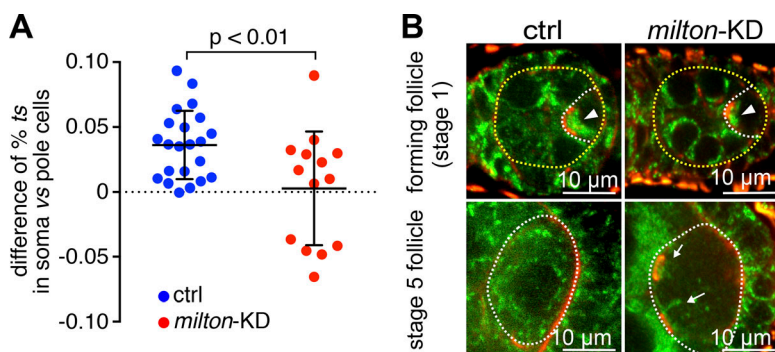 A
difference of % ts
in soma vs pole cells
0.10
0.05
0
-0.05
-0.10
p < 0.01
ctrl
milton-KD
B
ctrl
milton-KD
forming follicle
(stage 1)
10 µm
10 µm
stage 5 follicle
10 µm
10 µm